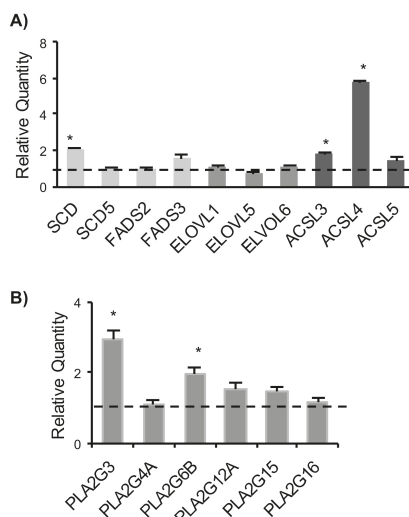 A)
Relative Quantity
8
6
4
2
0
*
*
*
SCD
SCD5
FADS2
FADS3
ELOVL1
ELOVL5
ELVOL6
ACSL3
ACSL4
ACSL5
B)
Relative Quantity
4
2
0
*
*
PLA2G3
PLA2G4A
PLA2G6B
PLA2G12A
PLA2G15
PLA2G16